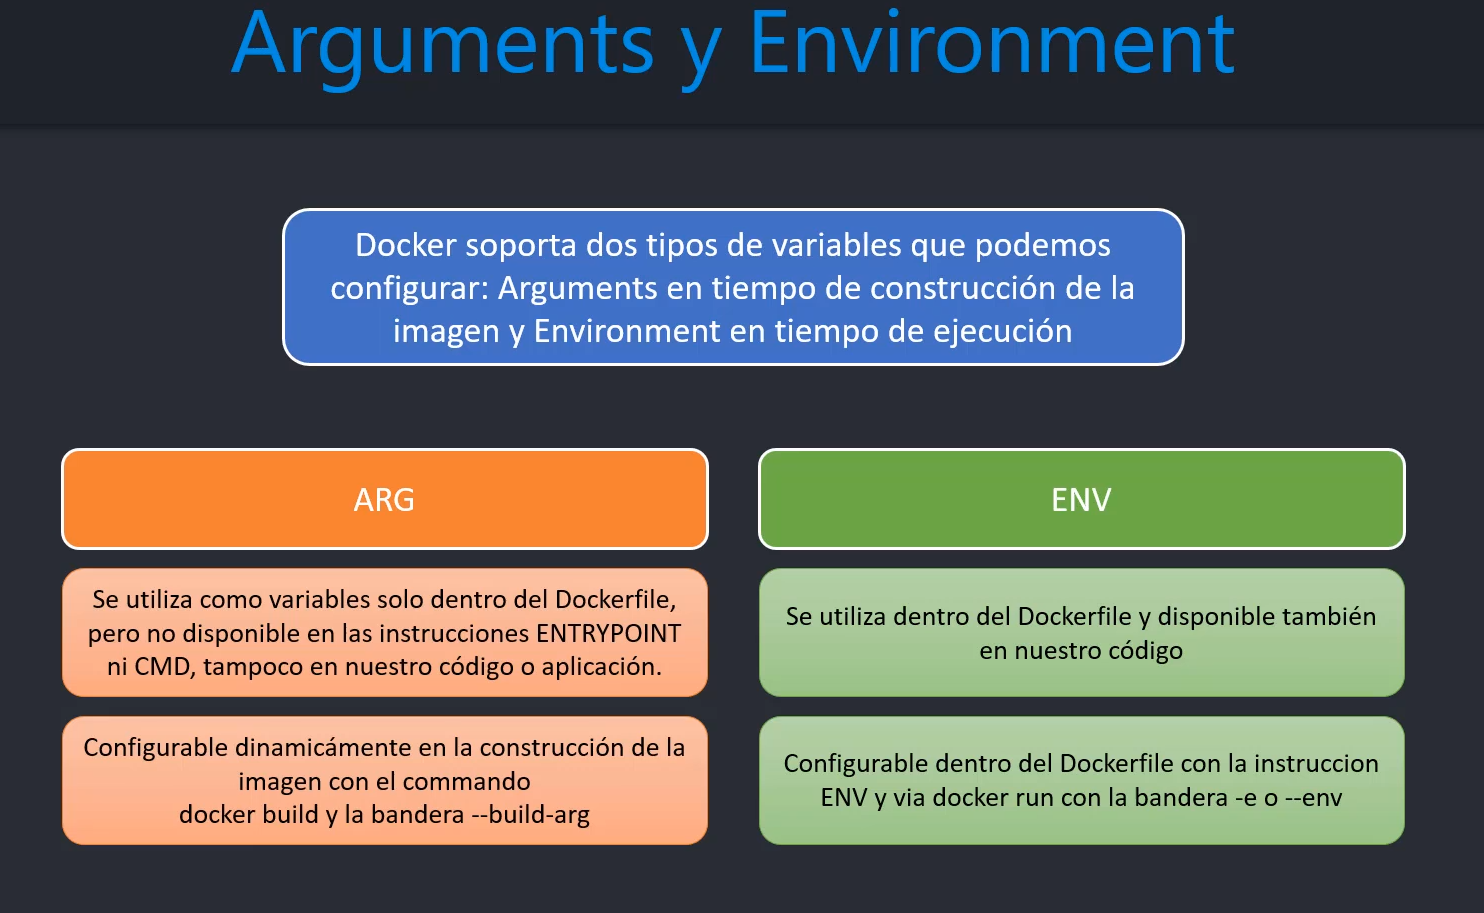 Arguments y Environment
Docker soporta dos tipos de variables que podemos
configurar: Arguments en tiempo de construcción de la
imagen y Environment en tiempo de ejecución
ARG
Se utiliza como variables solo dentro del Dockerfile,
pero no disponible en las instrucciones ENTRYPOINT
ni CMD, tampoco en nuestro código o aplicación.
Configurable dinamicámente en la construcción de la
imagen con el commando
docker build y la bandera --build-arg
ENV
Se utiliza dentro del Dockerfile y disponible también
en nuestro código
Configurable dentro del Dockerfile con la instruccion
ENV y via docker run con la bandera -e o --env